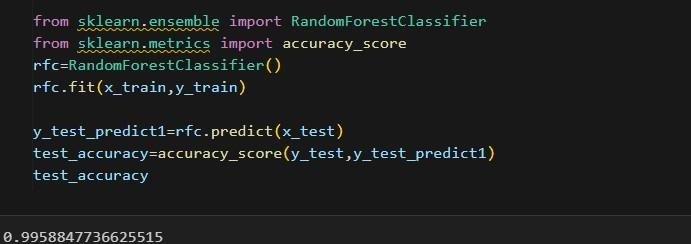 from sklearn.ensemble import RandomForestClassifier
from sklearn.metrics import accuracy_score
rfc=RandomForestClassifier()
rfc.fit(x_train,y_train)
y_test_predict1=rfc.predict(x_test)
test_accuracy=accuracy_score(y_test,y_test_predict1)
test_accuracy
0.9958847736625515